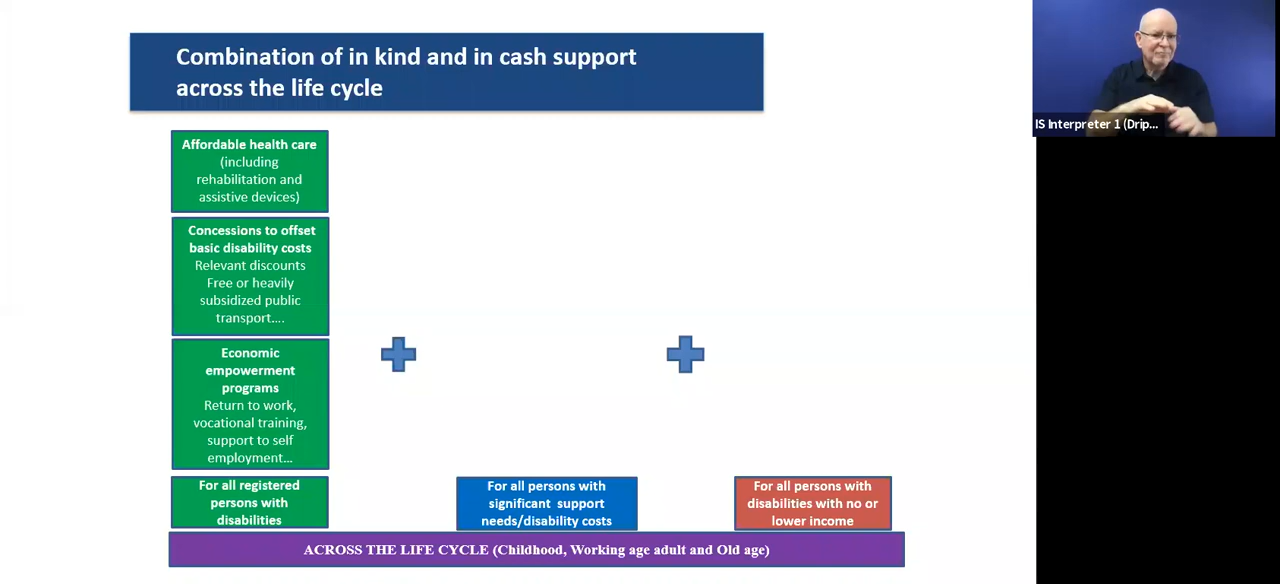 Combination of in kind and in cash support
across the life cycle
Affordable health care
(including
rehabilitation and
assistive devices)
Concessions to offset
basic disability costs
Relevant discounts
Free or heavily
subsidized public
transport....
Economic
empowerment
programs
Return to work,
vocational training,
support to self
employment...
For all registered
persons with
disabilities
For all persons with
significant support
needs/disability costs
For all persons with
disabilities with no or
lower income
ACROSS THE LIFE CYCLE (Childhood, Working age adult and Old age)
IS Interpreter 1 (Drip...